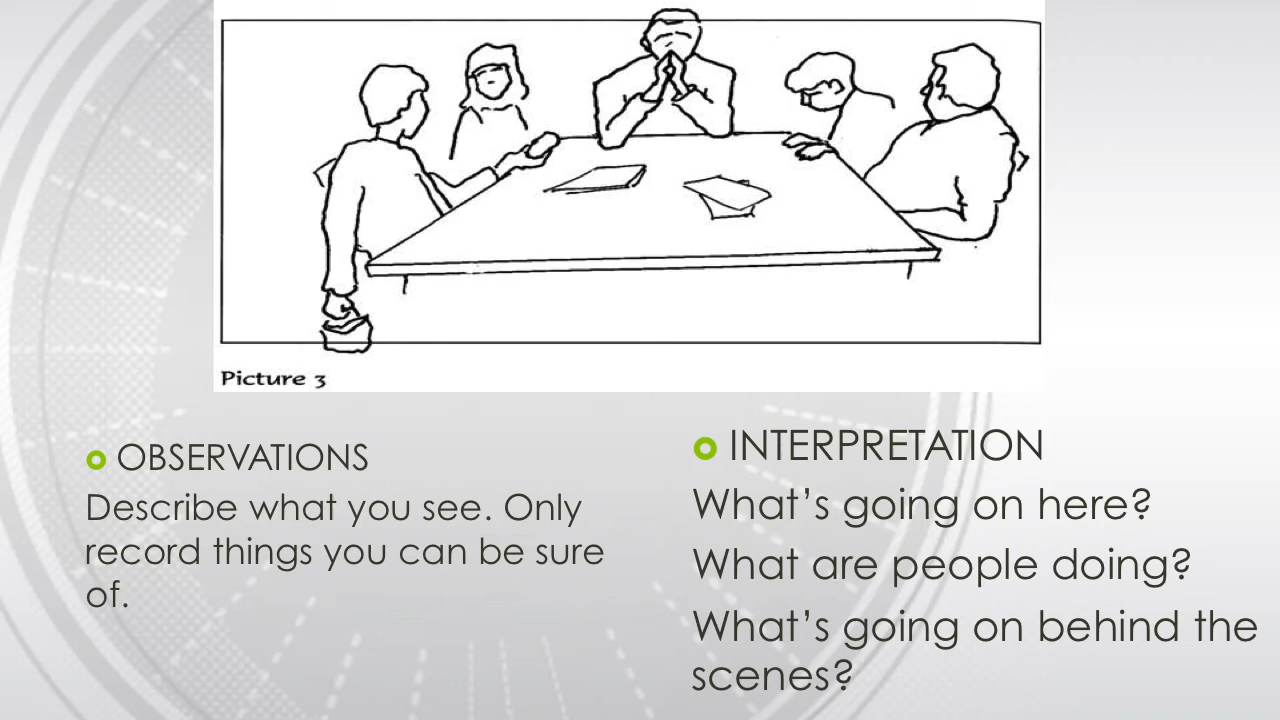 Picture 3
OBSERVATIONS
Describe what you see. Only
record things you can be sure
of.
INTERPRETATION
What’s going on here?
What are people doing?
What’s going on behind the
scenes?